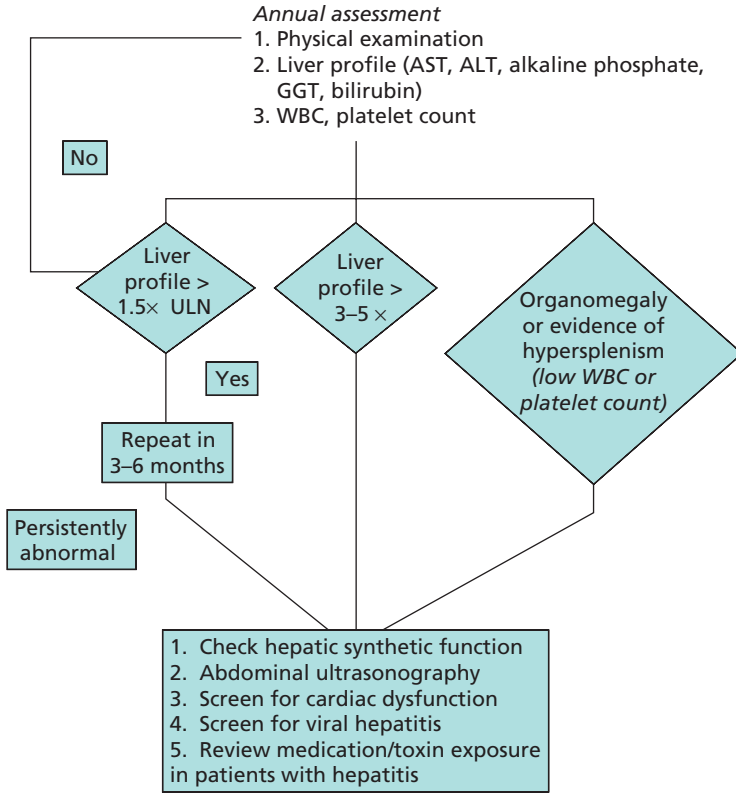 Annual assessment
1. Physical examination
2. Liver profile (AST, ALT, alkaline phosphate,
GGT, bilirubin)
3. WBC, platelet count
No
Liver
profile >
1.5× ULN
Liver
profile >
3–5 ×
Organomegaly
or evidence of
hypersplenism
(low WBC or
platelet count)
Yes
Repeat in
3–6 months
Persistently
abnormal
1. Check hepatic synthetic function
2. Abdominal ultrasonography
3. Screen for cardiac dysfunction
4. Screen for viral hepatitis
5. Review medication/toxin exposure
in patients with hepatitis